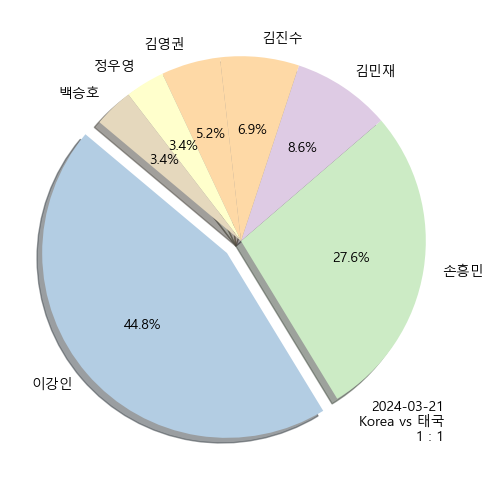 김진수
김영권
김민재
정우영
백승호
6.9%
5.2%
3.4%
8.6%
3.4%
27.6%
손흥민
44.8%
이강인
2024-03-21
Korea vs 태국
1 : 1